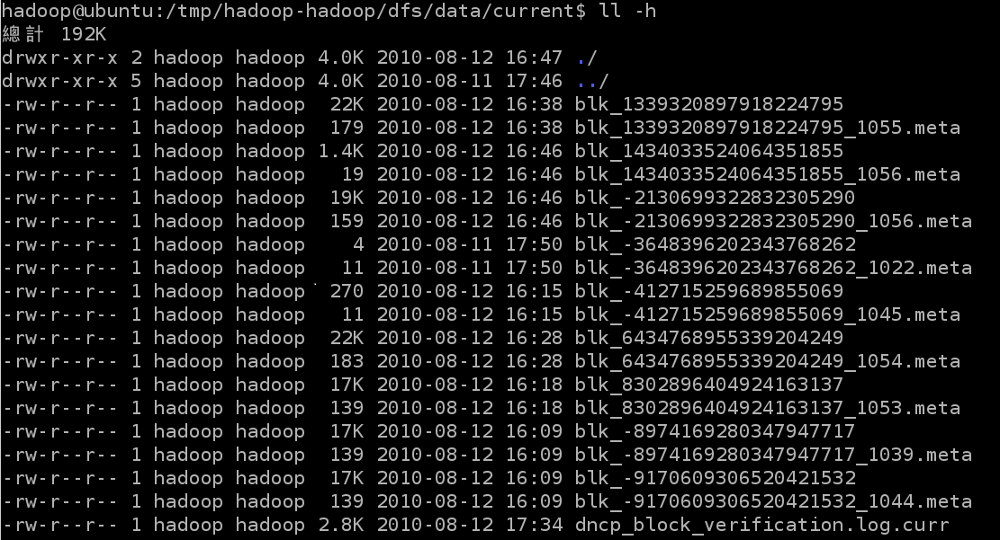 hadoop@ubuntu:/tmp/hadoop-hadoop/dfs/data/current$ ll -h
總計 192K
drwxr-xr-x 2 hadoop hadoop 4.0K 2010-08-12 16:47 ./
drwxr-xr-x 5 hadoop hadoop 4.0K 2010-08-11 17:46 ../
-rw-r--r-- 1 hadoop hadoop  22K 2010-08-12 16:38 blk_1339320897918224795
-rw-r--r-- 1 hadoop hadoop  179 2010-08-12 16:38 blk_1339320897918224795_1055.meta
-rw-r--r-- 1 hadoop hadoop 1.4K 2010-08-12 16:46 blk_1434033524064351855
-rw-r--r-- 1 hadoop hadoop   19 2010-08-12 16:46 blk_1434033524064351855_1056.meta
-rw-r--r-- 1 hadoop hadoop  19K 2010-08-12 16:46 blk_-2130699322832305290
-rw-r--r-- 1 hadoop hadoop  159 2010-08-12 16:46 blk_-2130699322832305290_1056.meta
-rw-r--r-- 1 hadoop hadoop    4 2010-08-11 17:50 blk_-3648396202343768262
-rw-r--r-- 1 hadoop hadoop   11 2010-08-11 17:50 blk_-3648396202343768262_1022.meta
-rw-r--r-- 1 hadoop hadoop  270 2010-08-12 16:15 blk_-412715259689855069
-rw-r--r-- 1 hadoop hadoop   11 2010-08-12 16:15 blk_-412715259689855069_1045.meta
-rw-r--r-- 1 hadoop hadoop  22K 2010-08-12 16:28 blk_6434768955339204249
-rw-r--r-- 1 hadoop hadoop  183 2010-08-12 16:28 blk_6434768955339204249_1054.meta
-rw-r--r-- 1 hadoop hadoop  17K 2010-08-12 16:18 blk_8302896404924163137
-rw-r--r-- 1 hadoop hadoop  139 2010-08-12 16:18 blk_8302896404924163137_1053.meta
-rw-r--r-- 1 hadoop hadoop  17K 2010-08-12 16:09 blk_-8974169280347947717
-rw-r--r-- 1 hadoop hadoop  139 2010-08-12 16:09 blk_-8974169280347947717_1039.meta
-rw-r--r-- 1 hadoop hadoop  17K 2010-08-12 16:09 blk_-9170609306520421532
-rw-r--r-- 1 hadoop hadoop  139 2010-08-12 16:09 blk_-9170609306520421532_1044.meta
-rw-r--r-- 1 hadoop hadoop 2.8K 2010-08-12 17:34 dncp_block_verification.log.curr